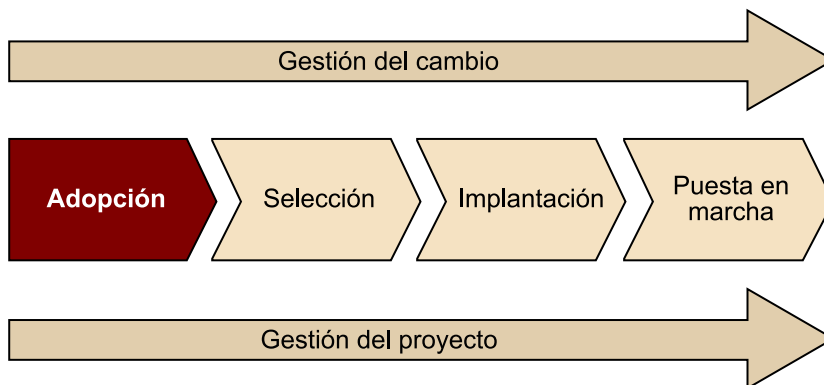 Gestión del cambio
Adopción
Selección
Implantación
Puesta en
marcha
Gestión del proyecto